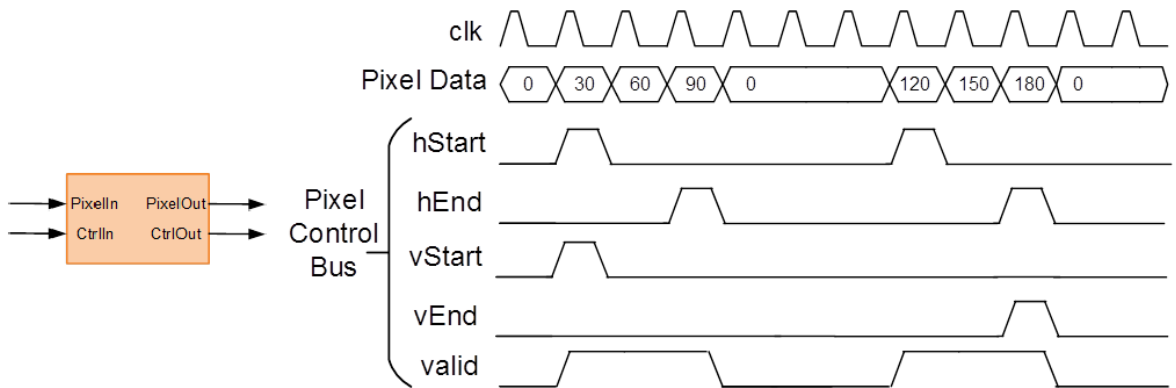 clk
Pixel Data
0 30 60 90 0 120 150 180 0
hStart
hEnd
vStart
vEnd
valid
Pixel
Control
Bus
PixelIn PixelOut
CtrlIn CtrlOut